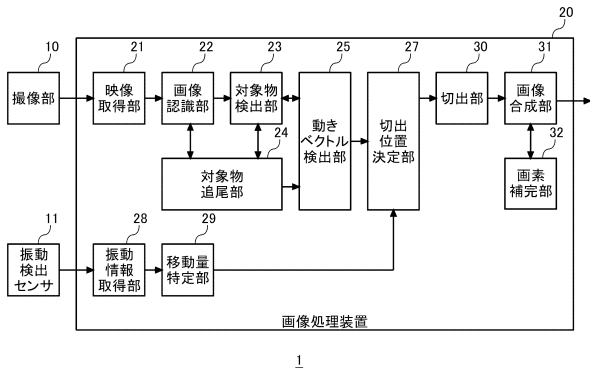 20
10
21
22
23
25
27
30
31
撮像部
映像
取得部
画像
認識部
対象物
検出部
動き
ベクトル
検出部
切出
位置
決定部
切出部
画像
合成部
24
対象物
追尾部
32
画素
補完部
11
28
29
振動
検出
センサ
振動
情報
取得部
移動量
特定部
画像処理装置
1